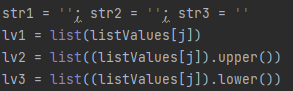 str1 = ''; str2 = ''; str3 = ''
lv1 = list(listValues[j])
lv2 = list((listValues[j]).upper())
lv3 = list((listValues[j]).lower())